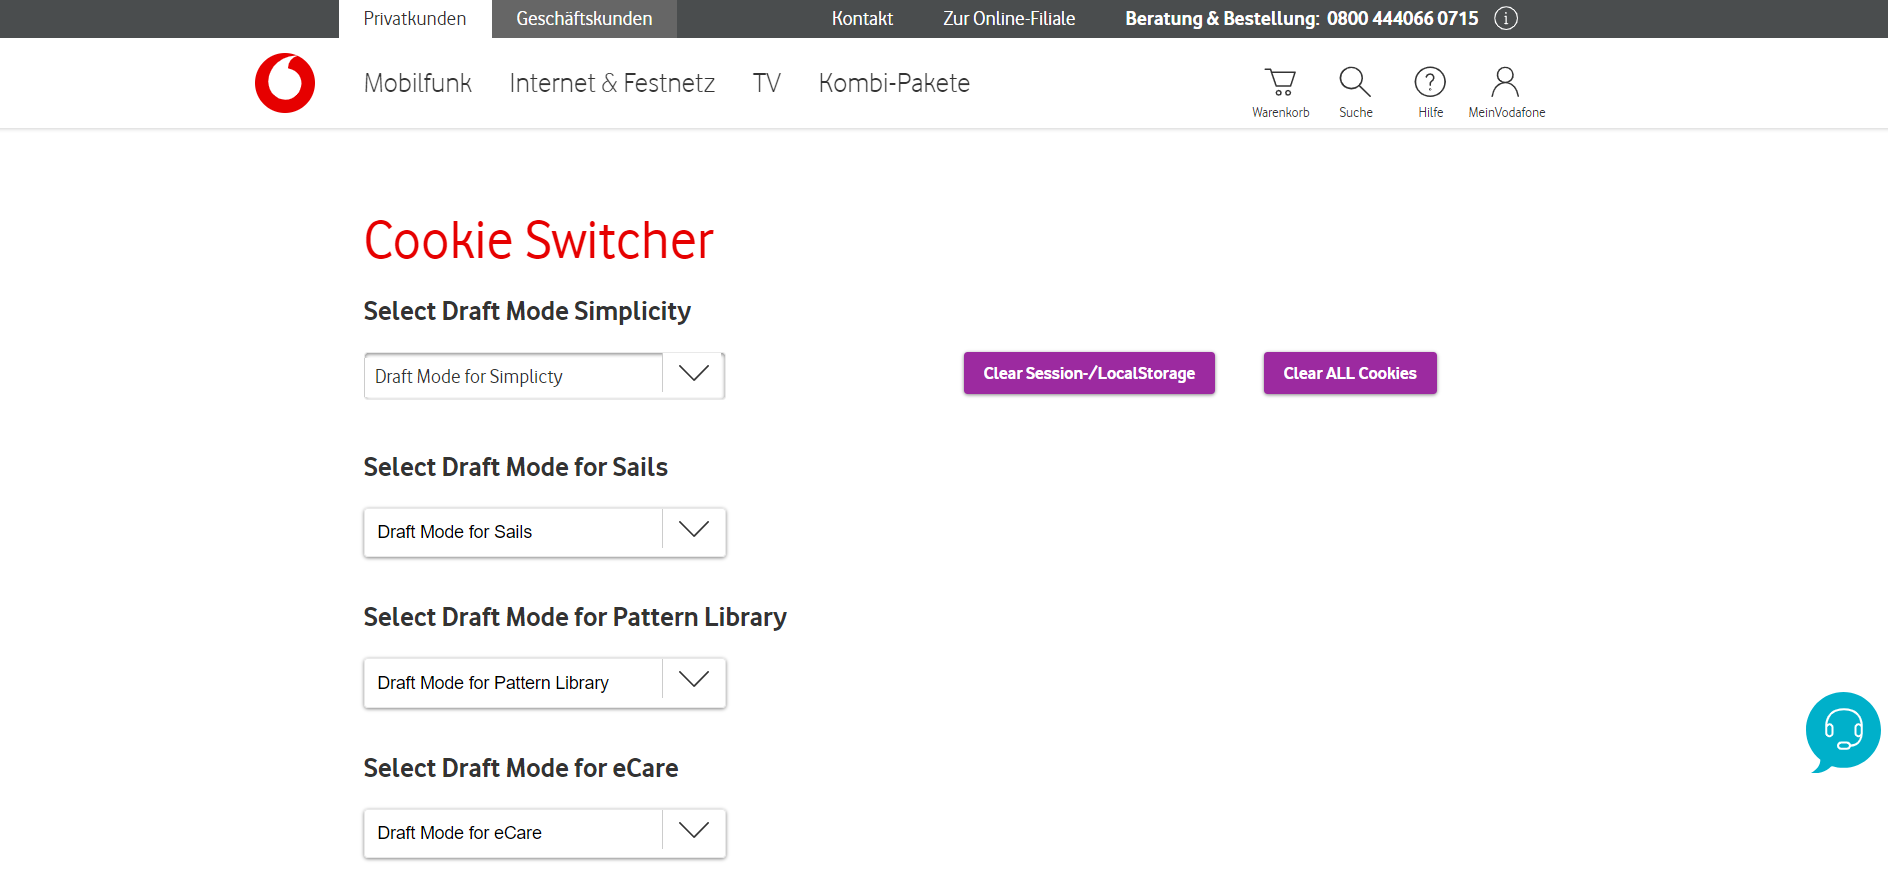 Privatkunden Geschäftskunden Kontakt Zur Online-Filiale Beratung & Bestellung: 0800 444066 0715
Mobilfunk Internet & Festnetz TV Kombi-Pakete
Warenkorb Suche Hilfe MeinVodafone
Cookie Switcher
Select Draft Mode Simplicity
Draft Mode for Simplicty
Clear Session-/LocalStorage
Clear ALL Cookies
Select Draft Mode for Sails
Draft Mode for Sails
Select Draft Mode for Pattern Library
Draft Mode for Pattern Library
Select Draft Mode for eCare
Draft Mode for eCare